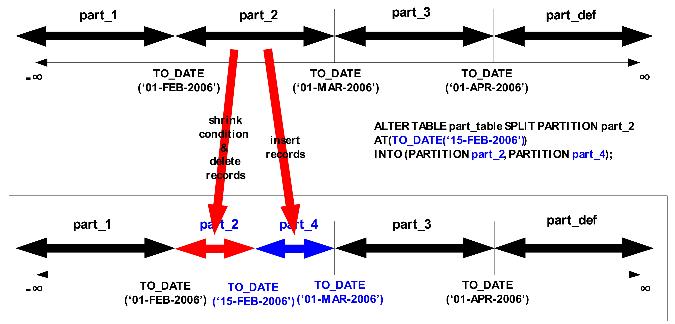 part_1 part_2 part_3 part_def
-∞ TO_DATE TO_DATE TO_DATE ∞
('01-FEB-2006') ('01-MAR-2006') ('01-APR-2006')
shrink
condition
&
delete
records
insert
records
ALTER TABLE part_table SPLIT PARTITION part_2
AT(TO_DATE('15-FEB-2006'))
INTO (PARTITION part_2, PARTITION part_4);
part_1 part_2 part_4 part_3 part_def
-∞ TO_DATE TO_DATE TO_DATE TO_DATE ∞
('01-FEB-2006') ('15-FEB-2006') ('01-MAR-2006') ('01-APR-2006')